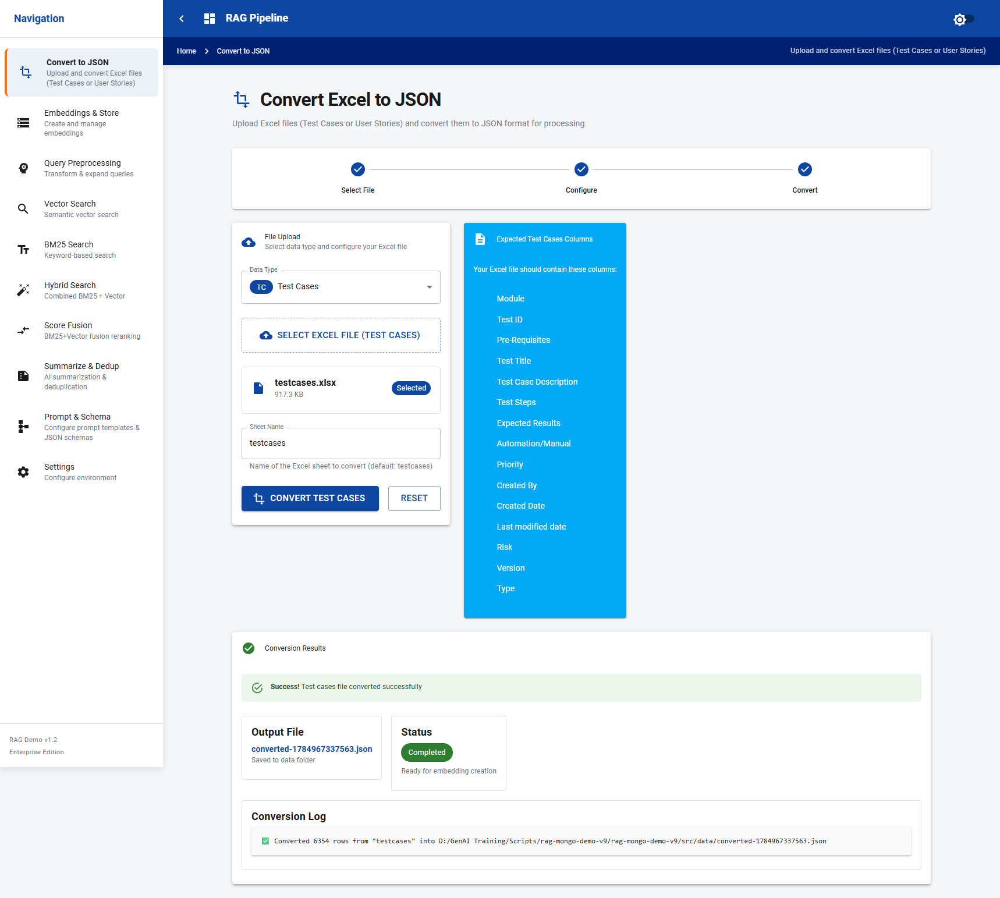 Navigation
Convert to JSON
Upload and convert Excel files
(Test Cases or User Stories)
Embeddings & Store
Create and manage
embeddings
Query Preprocessing
Transform & expand queries
Vector Search
Semantic vector search
BM25 Search
Keyword-based search
Hybrid Search
Combined BM25 + Vector
Score Fusion
BM25+Vector fusion reranking
Summarize & Dedup
AI summarization &
deduplication
Prompt & Schema
Configure prompt templates &
JSON schemas
Settings
Configure environment
RAG Demo v1.2
Enterprise Edition
RAG Pipeline
Home
Convert to JSON
Upload and convert Excel files (Test Cases or User Stories)
Convert Excel to JSON
Upload Excel files (Test Cases or User Stories) and convert them to JSON format for processing.
Select File
Configure
Convert
File Upload
Select data type and configure your Excel file
Data Type
TC Test Cases
SELECT EXCEL FILE (TEST CASES)
testcases.xlsx
917.3 KB
Selected
Sheet Name
testcases
Name of the Excel sheet to convert (default: testcases)
CONVERT TEST CASES
RESET
Expected Test Cases Columns
Your Excel file should contain these columns:
Module
Test ID
Pre-Requisites
Test Title
Test Case Description
Test Steps
Expected Results
Automation/Manual
Priority
Created By
Created Date
Last modified date
Risk
Version
Type
Conversion Results
Success! Test cases file converted successfully
Output File
converted-1784967337563.json
Saved to data folder
Status
Completed
Ready for embedding creation
Conversion Log
Converted 6354 rows from "testcases" into D:/GenAI Training/Scripts/rag-mongo-demo-v9/rag-mongo-demo-v9/src/data/converted-1784967337563.json